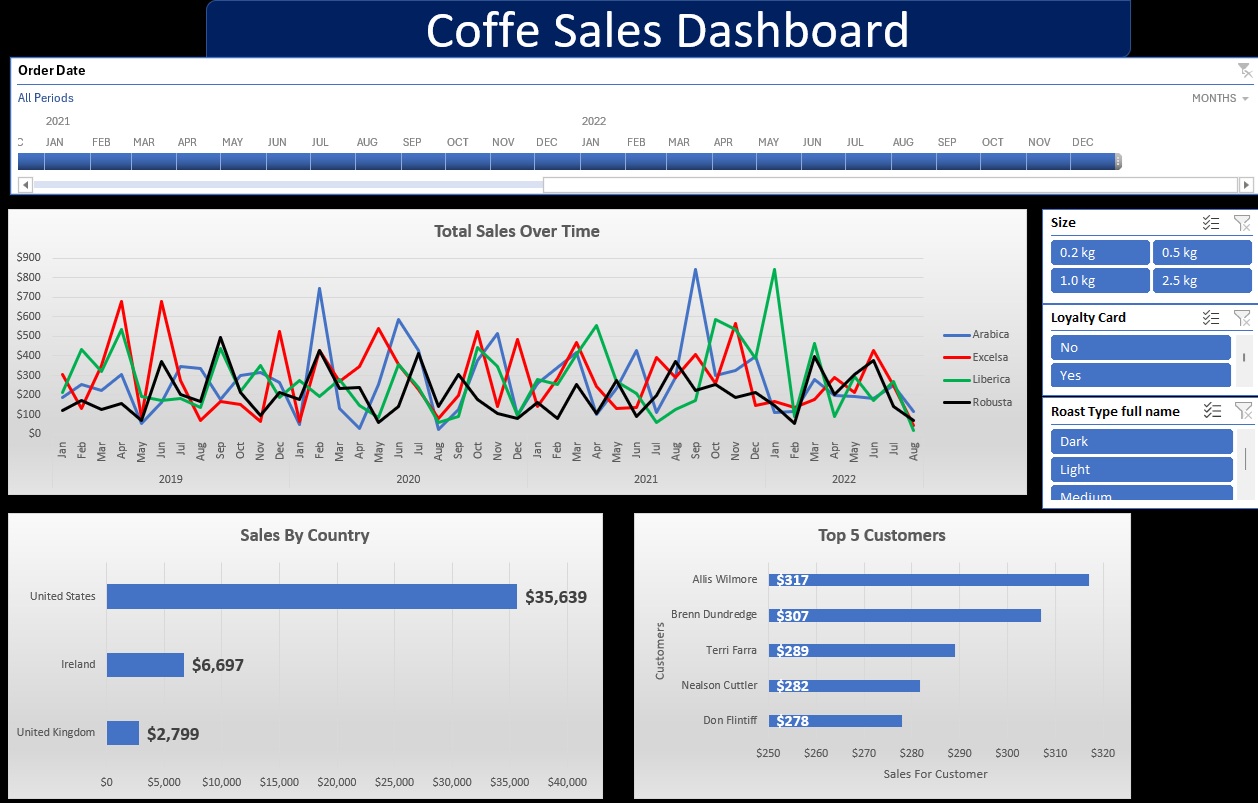 Coffe Sales Dashboard
Order Date
All Periods
MONTHS
2021 2022
C JAN FEB MAR APR MAY JUN JUL AUG SEP OCT NOV DEC JAN FEB MAR APR MAY JUN JUL AUG SEP OCT NOV DEC
Total Sales Over Time
$900
$800
$700
$600
$500
$400
$300
$200
$100
$0
Jan Feb Mar Apr May Jun Jul Aug Sep Oct Nov Dec Jan Feb Mar Apr May Jun Jul Aug Sep Oct Nov Dec Jan Feb Mar Apr May Jun Jul Aug Sep Oct Nov Dec Jan Feb Mar Apr May Jun Jul Aug
2019 2020 2021 2022
Arabica
Excelsa
Liberica
Robusta
Size
0.2 kg 0.5 kg
1.0 kg 2.5 kg
Loyalty Card
No
Yes
Roast Type full name
Dark
Light
Medium
Sales By Country
United States $35,639
Ireland $6,697
United Kingdom $2,799
$0 $5,000 $10,000 $15,000 $20,000 $25,000 $30,000 $35,000 $40,000
Top 5 Customers
Customers
Allis Wilmore $317
Brenn Dundredge $307
Terri Farra $289
Nealson Cuttler $282
Don Flintiff $278
$250 $260 $270 $280 $290 $300 $310 $320
Sales For Customer